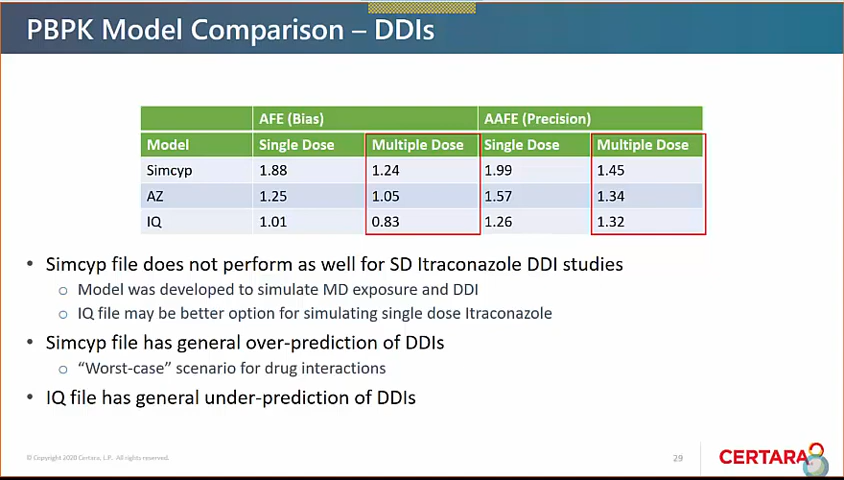 PBPK Model Comparison – DDIs
AFE (Bias) AAFE (Precision)
Model Single Dose Multiple Dose Single Dose Multiple Dose
Simcyp 1.88 1.24 1.99 1.45
AZ 1.25 1.05 1.57 1.34
IQ 1.01 0.83 1.26 1.32
• Simcyp file does not perform as well for SD Itraconazole DDI studies
○ Model was developed to simulate MD exposure and DDI
○ IQ file may be better option for simulating single dose Itraconazole
• Simcyp file has general over-prediction of DDIs
○ “Worst-case” scenario for drug interactions
• IQ file has general under-prediction of DDIs
© Copyright 2020 Certara, L.P. All rights reserved.
29
CERTARA